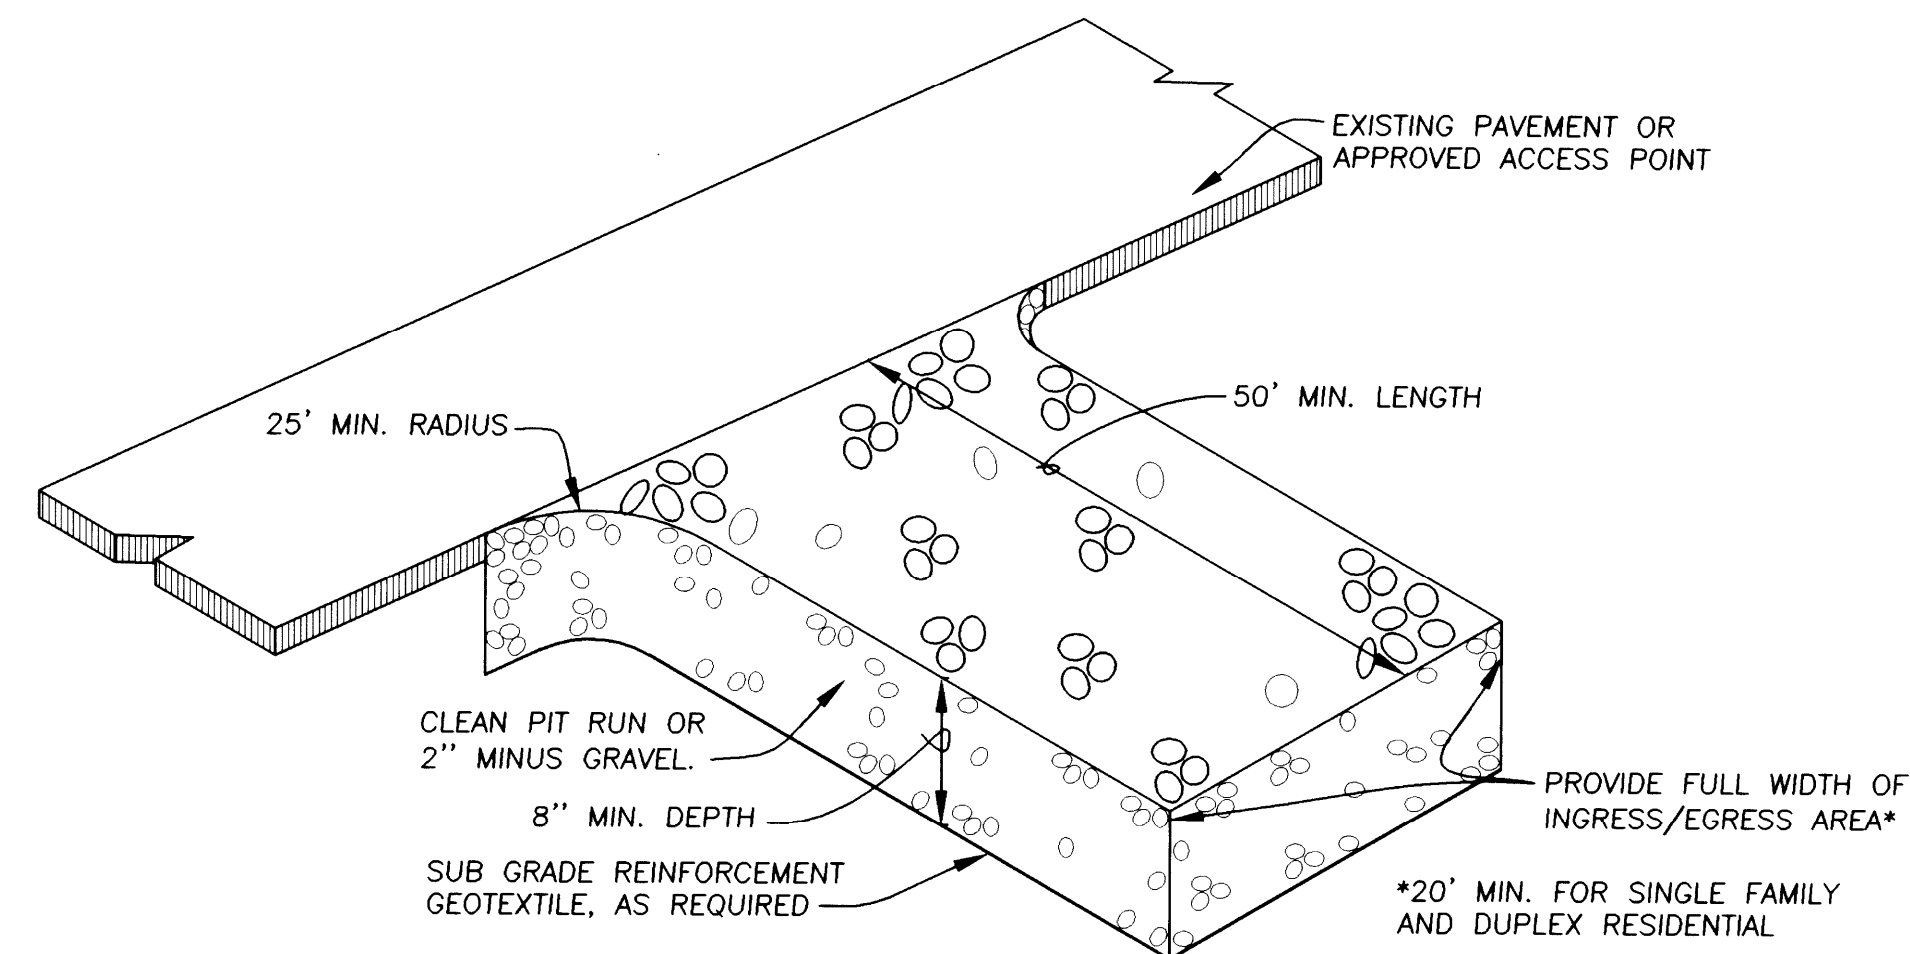 EXISTING PAVEMENT OR
APPROVED ACCESS POINT
50' MIN. LENGTH
25' MIN. RADIUS
CLEAN PIT RUN OR
2'' MINUS GRAVEL.
8'' MIN. DEPTH
SUB GRADE REINFORCEMENT
GEOTEXTILE, AS REQUIRED
PROVIDE FULL WIDTH OF
INGRESS/EGRESS AREA*
*20' MIN. FOR SINGLE FAMILY
AND DUPLEX RESIDENTIAL